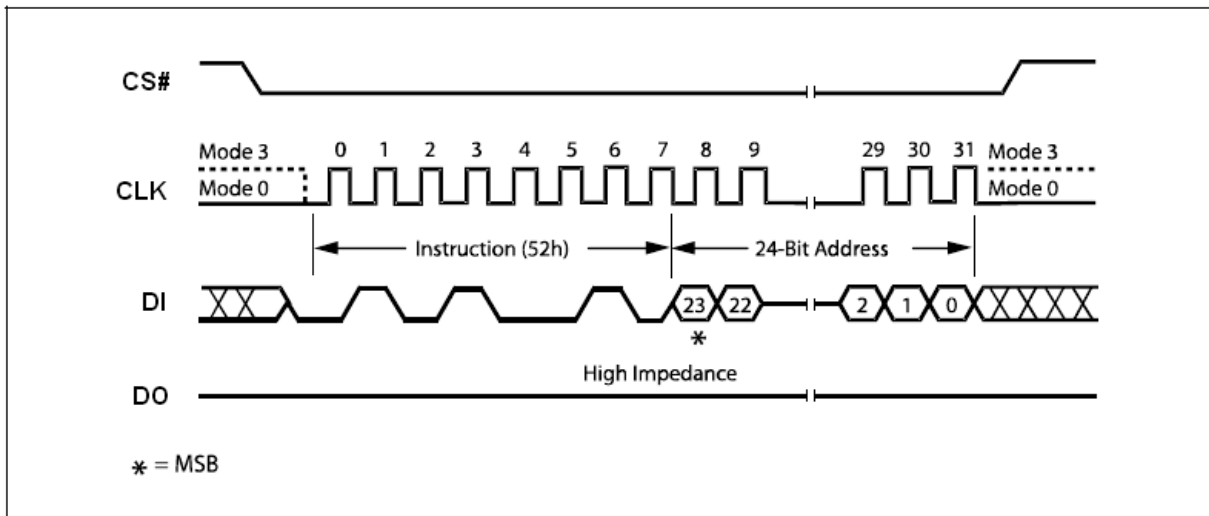 CS#
Mode 3 0 1 2 3 4 5 6 7 8 9 29 30 31 Mode 3
CLK Mode 0 Mode 0
Instruction (52h) 24-Bit Address
DI 23 22 2 1 0
*
High Impedance
DO
* = MSB